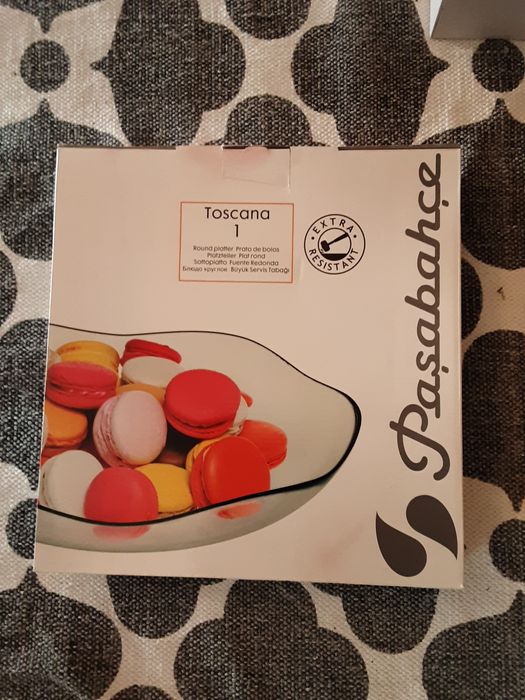 Toscana
1
Round platter Prato de bolos
Platzteller Plat rond
Sottopiatto Fuente Redonda
Блюдо круглое Büyük Servis Tabağı
• EXTRA •
RESISTANT
Paşabahçe